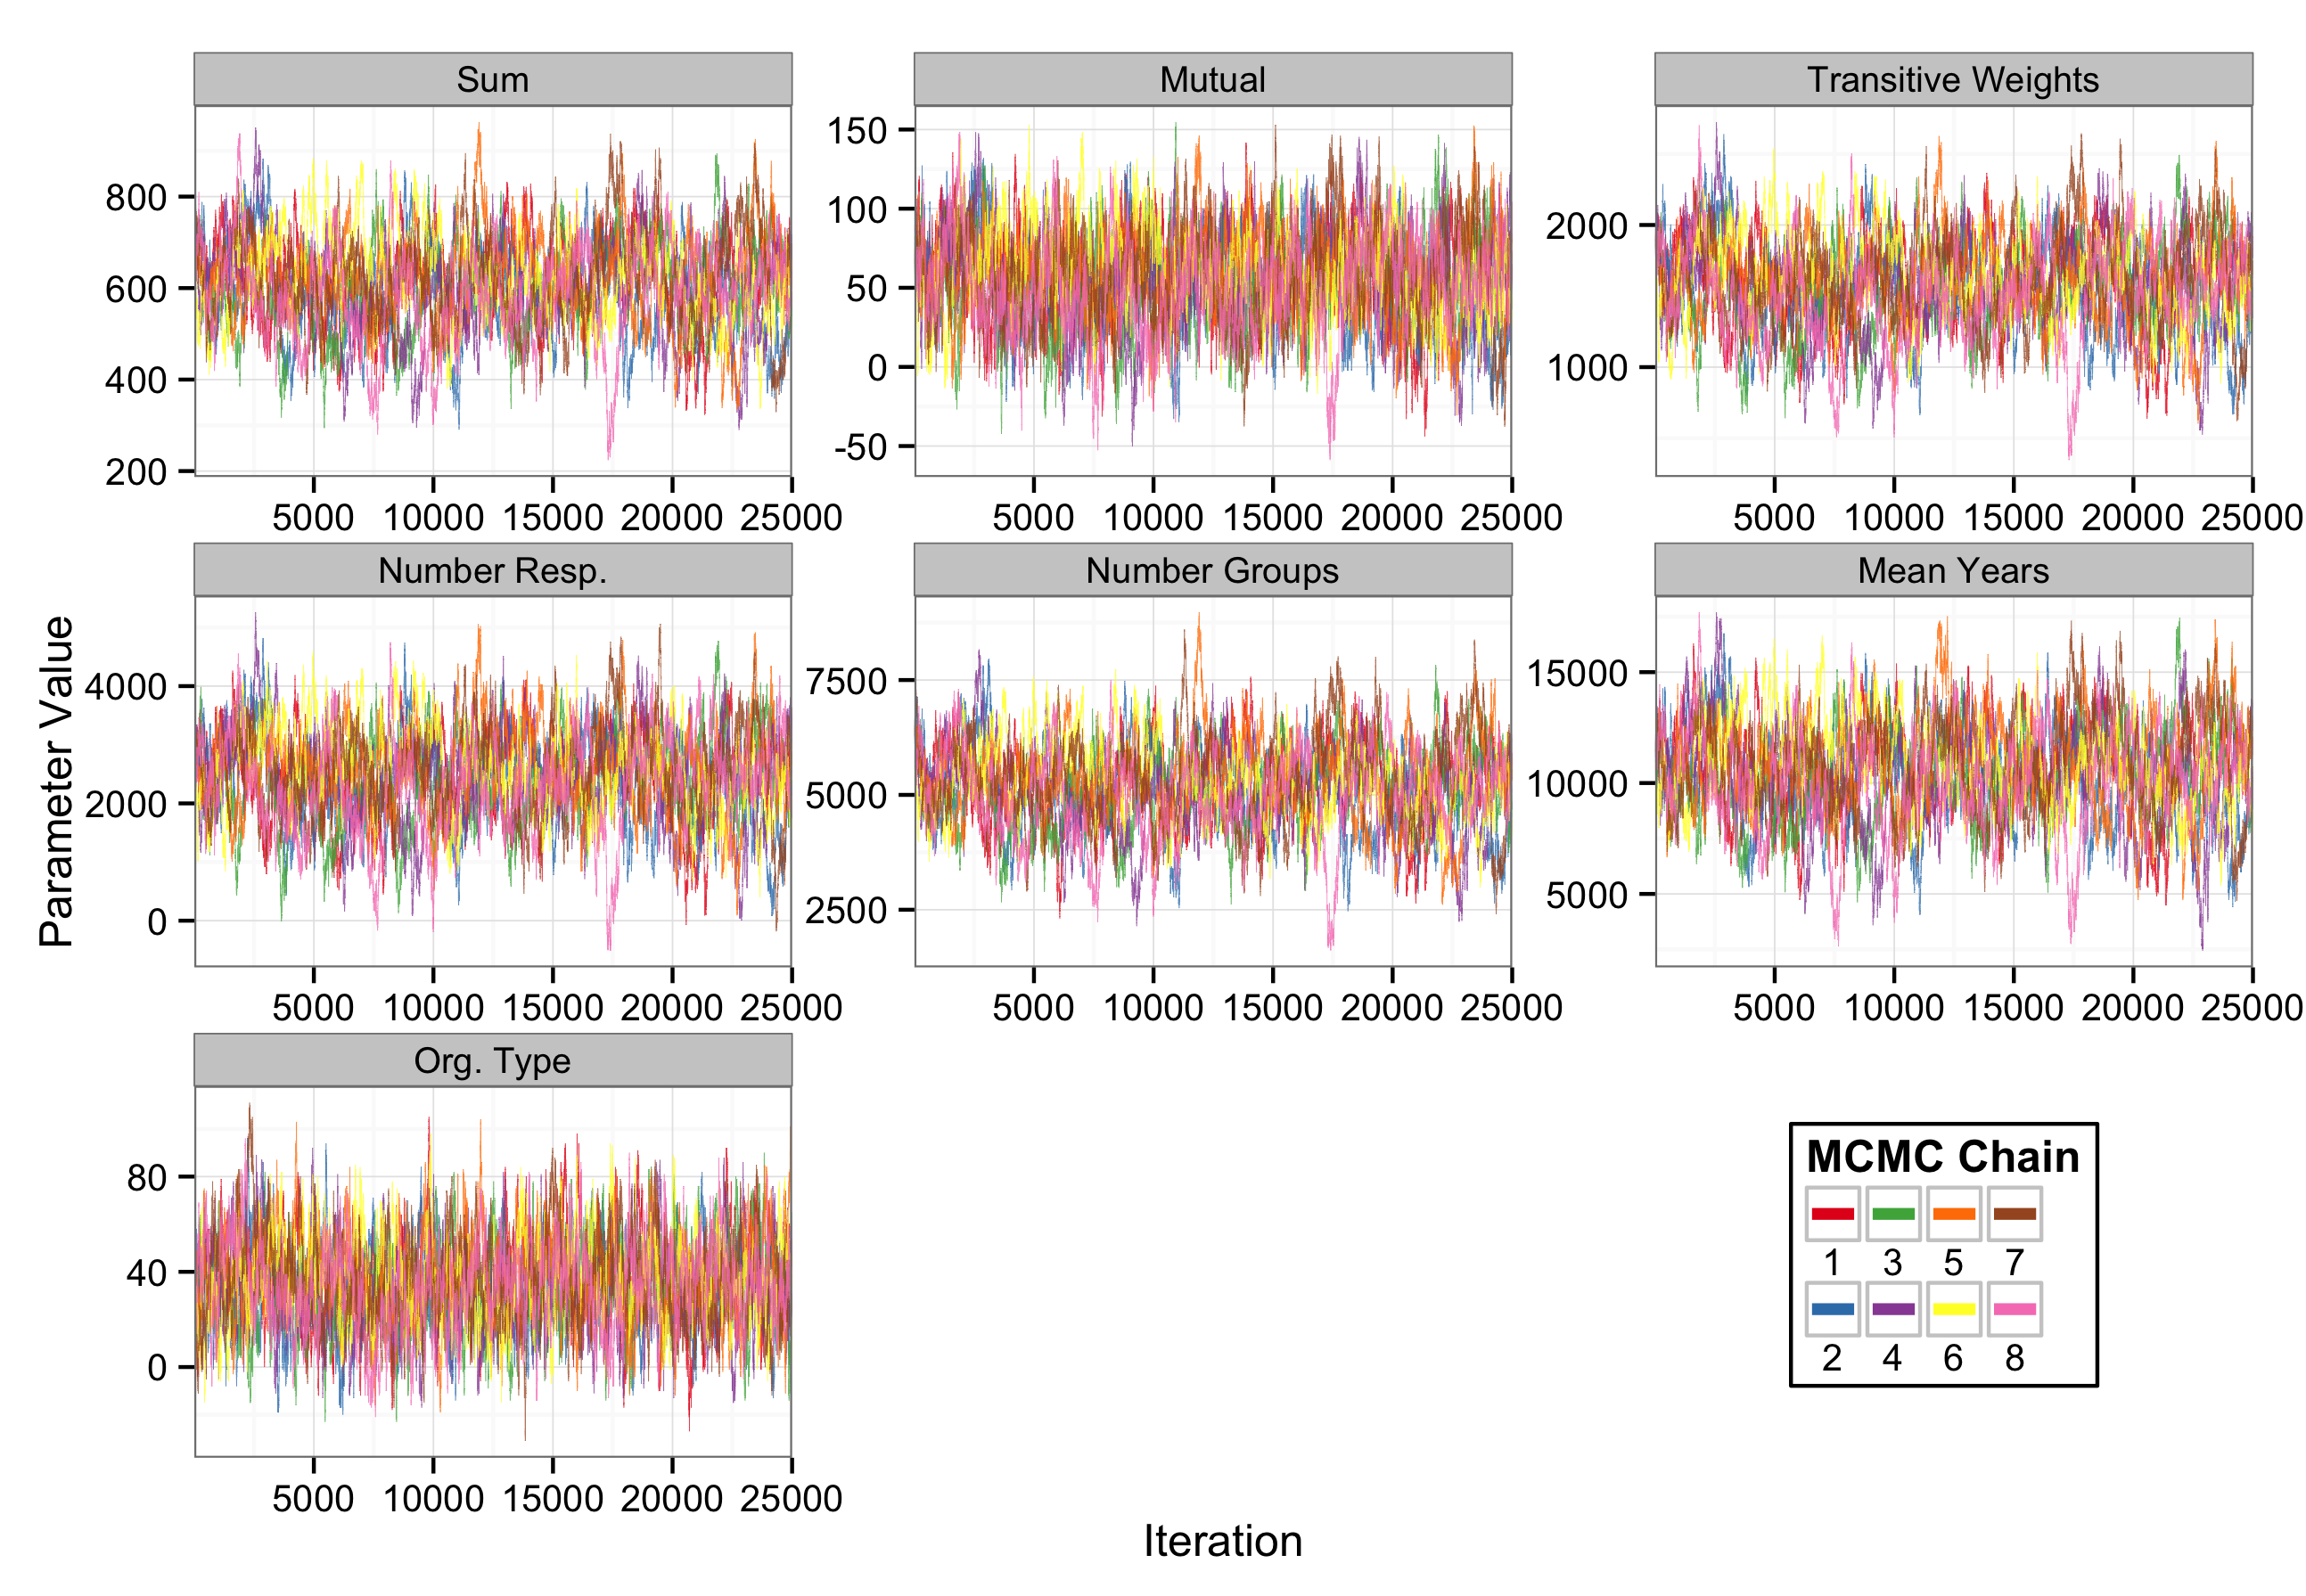 Sum Mutual Transitive Weights
800 150 2000
600 100 1000
400 50
200 0
-50
5000 10000 15000 20000 25000 5000 10000 15000 20000 25000 5000 10000 15000 20000 25000
Number Resp. Number Groups Mean Years
Parameter Value
4000 7500 15000
2000 5000 10000
0 2500 5000
5000 10000 15000 20000 25000 5000 10000 15000 20000 25000 5000 10000 15000 20000 25000
Org. Type
80
40
0
5000 10000 15000 20000 25000
MCMC Chain
1 3 5 7
2 4 6 8
Iteration